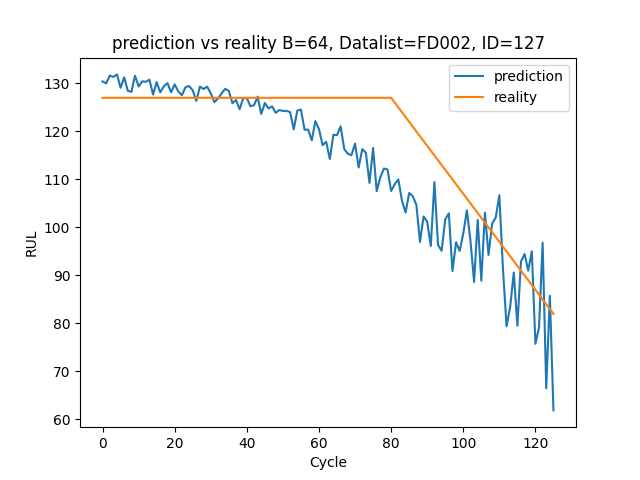 prediction vs reality B=64, Datalist=FD002, ID=127
prediction
reality
130
120
110
100
90
80
70
60
RUL
0 20 40 60 80 100 120
Cycle